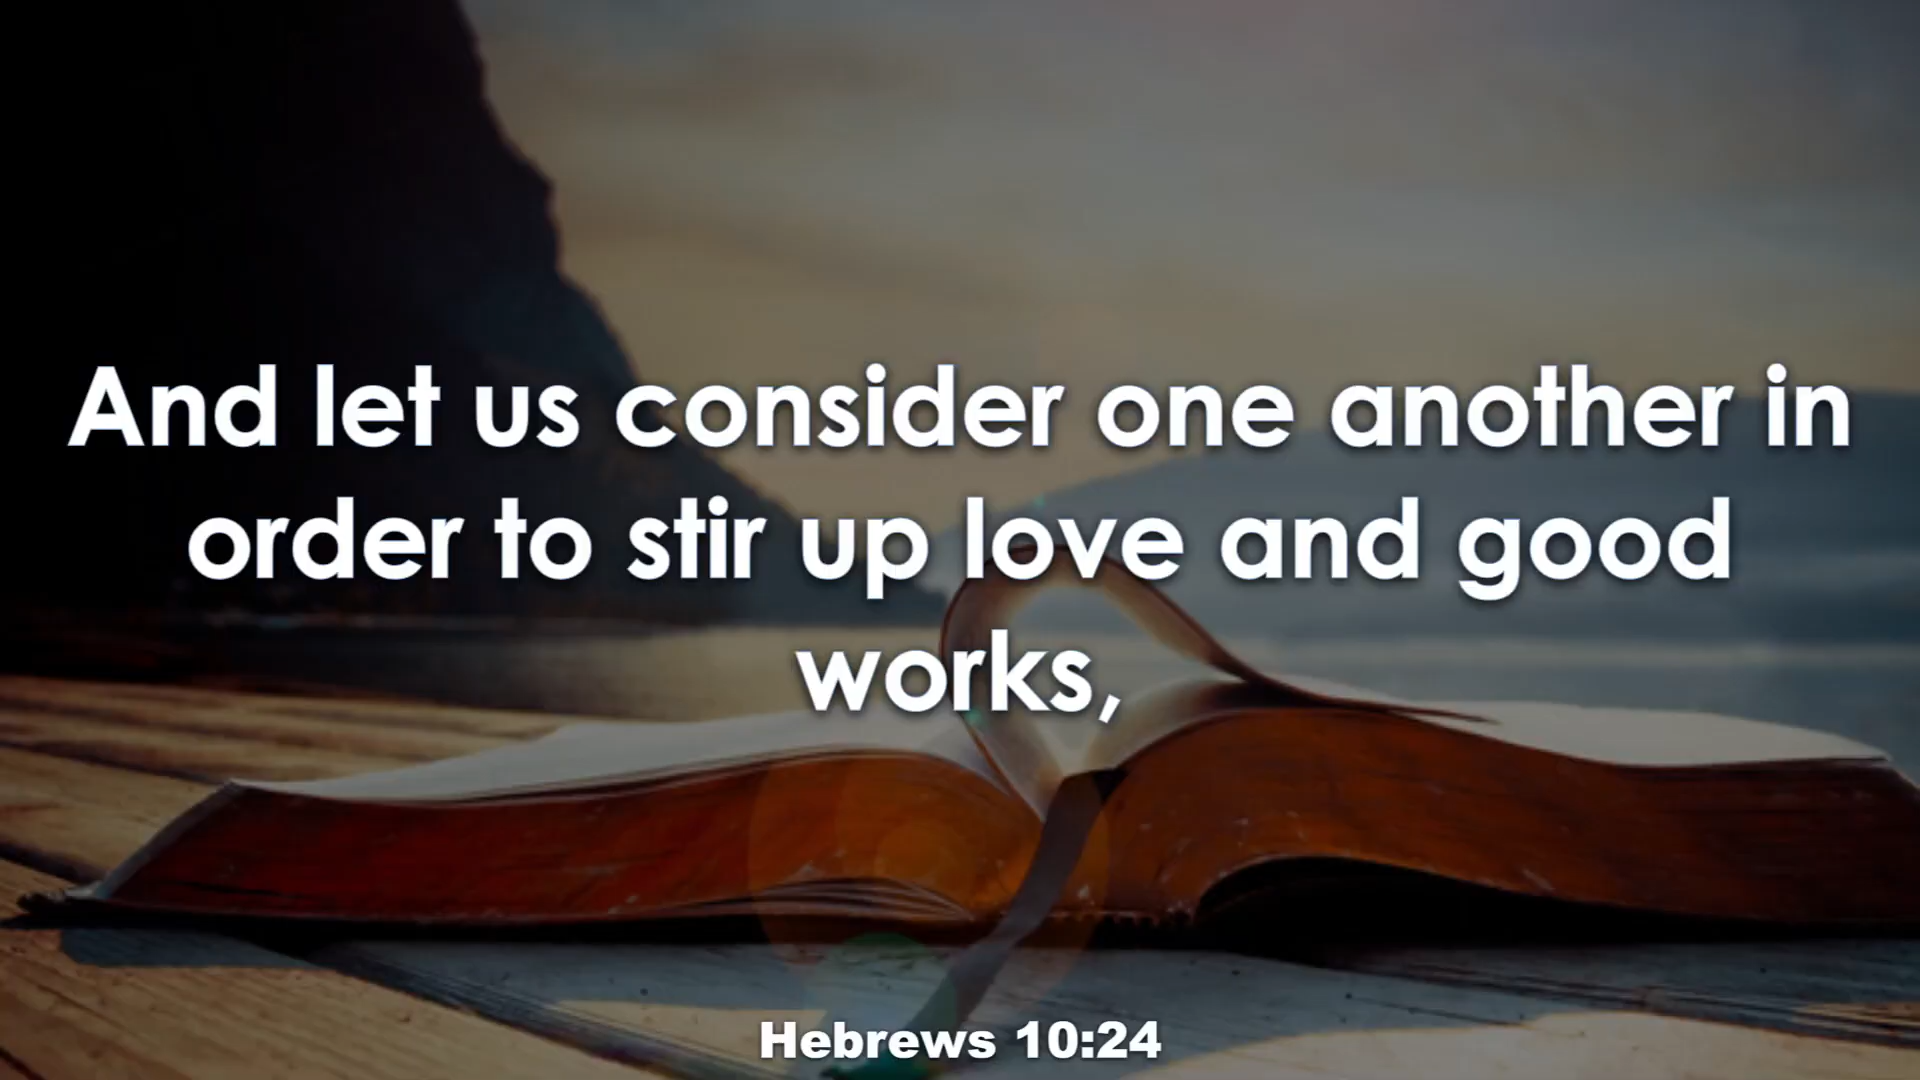 And let us consider one another in
order to stir up love and good
works,
Hebrews 10:24